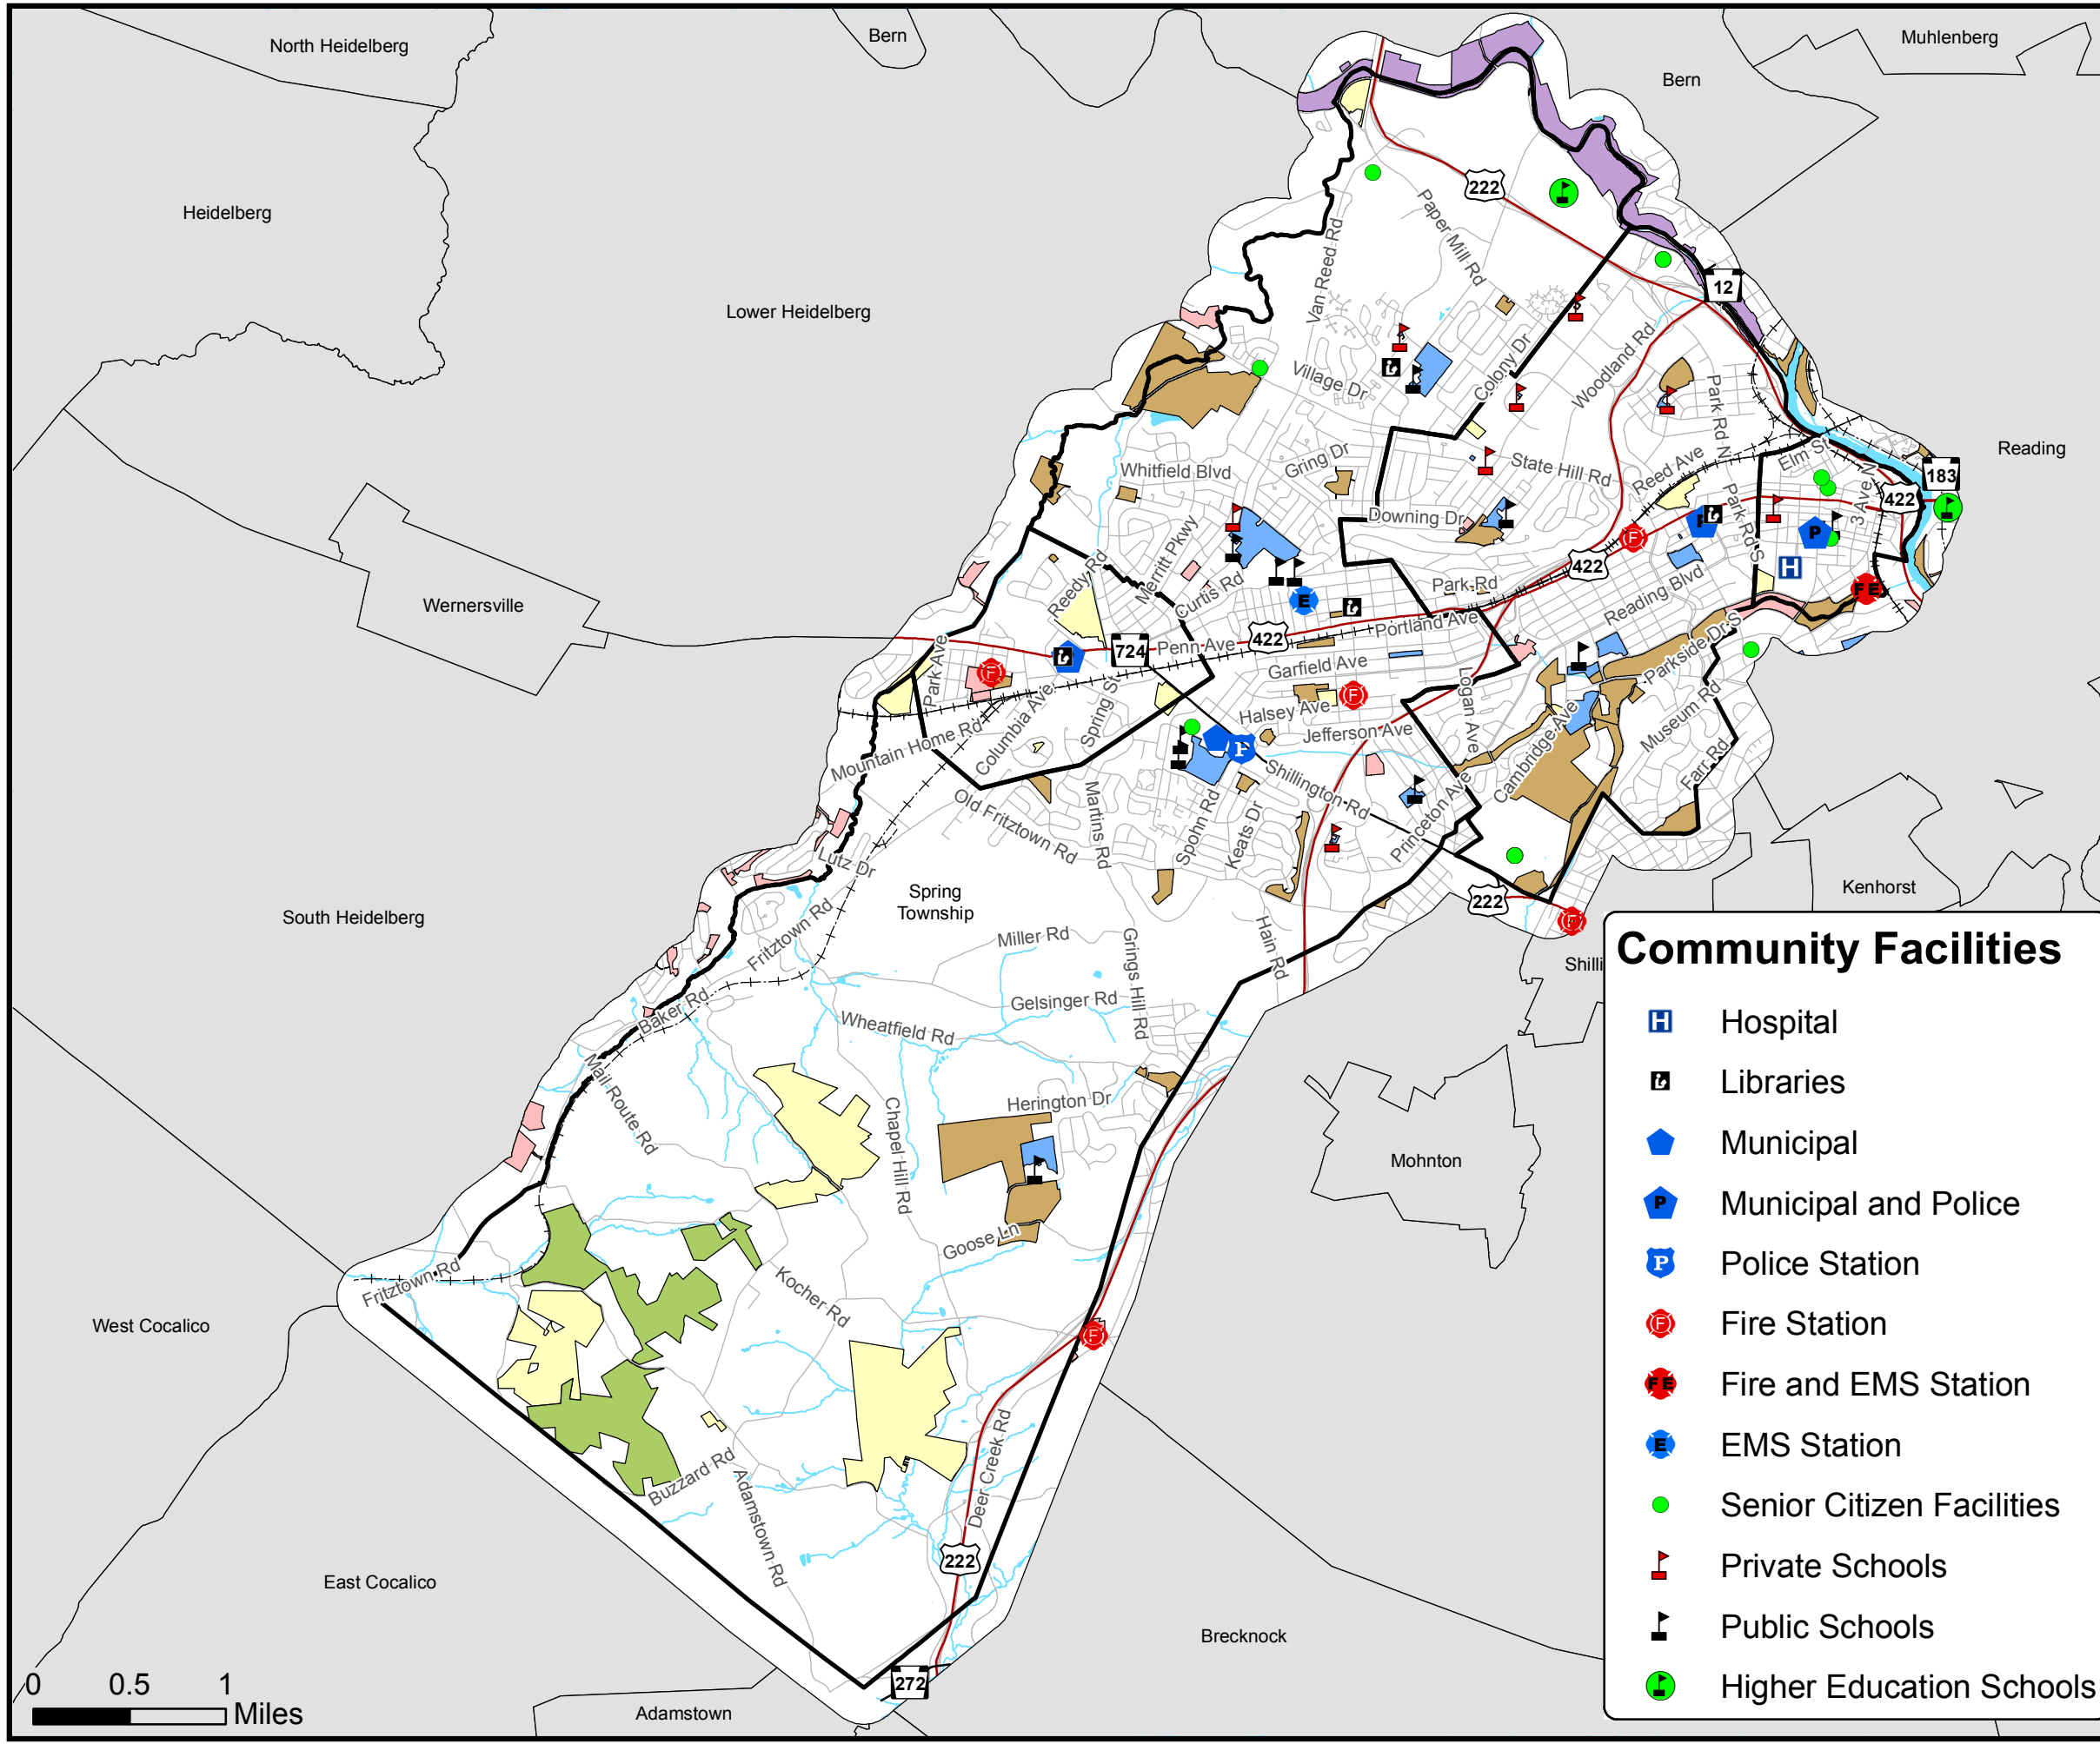 North Heidelberg
Bern
Muhlenberg
Bern
Heidelberg
222
Paper Mill Rd
Van Reed Rd
12
Lower Heidelberg
Colony Dr
Woodland Rd
Village Dr
Park Rd N
Reading
Elm St
Whitfield Blvd
Gring Dr
State Hill Rd
Reed Ave
183
422
3 Ave W
Downing Dr
Park Rd S
P
P
Merritt Pkwy
Reedy Rd
Curtis Rd
F
H
422
Park Rd
Reading Blvd
E
FE
Wernersville
Portland Ave
422
724
Penn Ave
Parkside Dr S
Garfield Ave
Park Ave
F
Columbia Ave
Spring St
F
Logan Ave
Halsey Ave
Jefferson Ave
Museum Rd
Cambridge Ave
Mountain Home Rd
P
Farr Rd
Shillington Rd
Princeton Ave
Old Fritztown Rd
Martins Rd
Spohn Rd
Keats Dr
Lutz Dr
Spring
Township
222
F
Kenhorst
South Heidelberg
Fritztown Rd
Miller Rd
Grings Hill Rd
Hain Rd
Shilli
Baker Rd
Gelsinger Rd
Wheatfield Rd
Mail Route Rd
Herington Dr
Chapel Hill Rd
Mohnton
Goose Ln
Fritztown Rd
Kocher Rd
West Cocalico
F
Deer Creek Rd
Buzzard Rd
Adamstown Rd
222
East Cocalico
Brecknock
272
Adamstown
0 0.5 1
Miles
Community Facilities
H Hospital
Libraries
Municipal
P Municipal and Police
P Police Station
F Fire Station
FE Fire and EMS Station
E EMS Station
Senior Citizen Facilities
Private Schools
Public Schools
Higher Education Schools